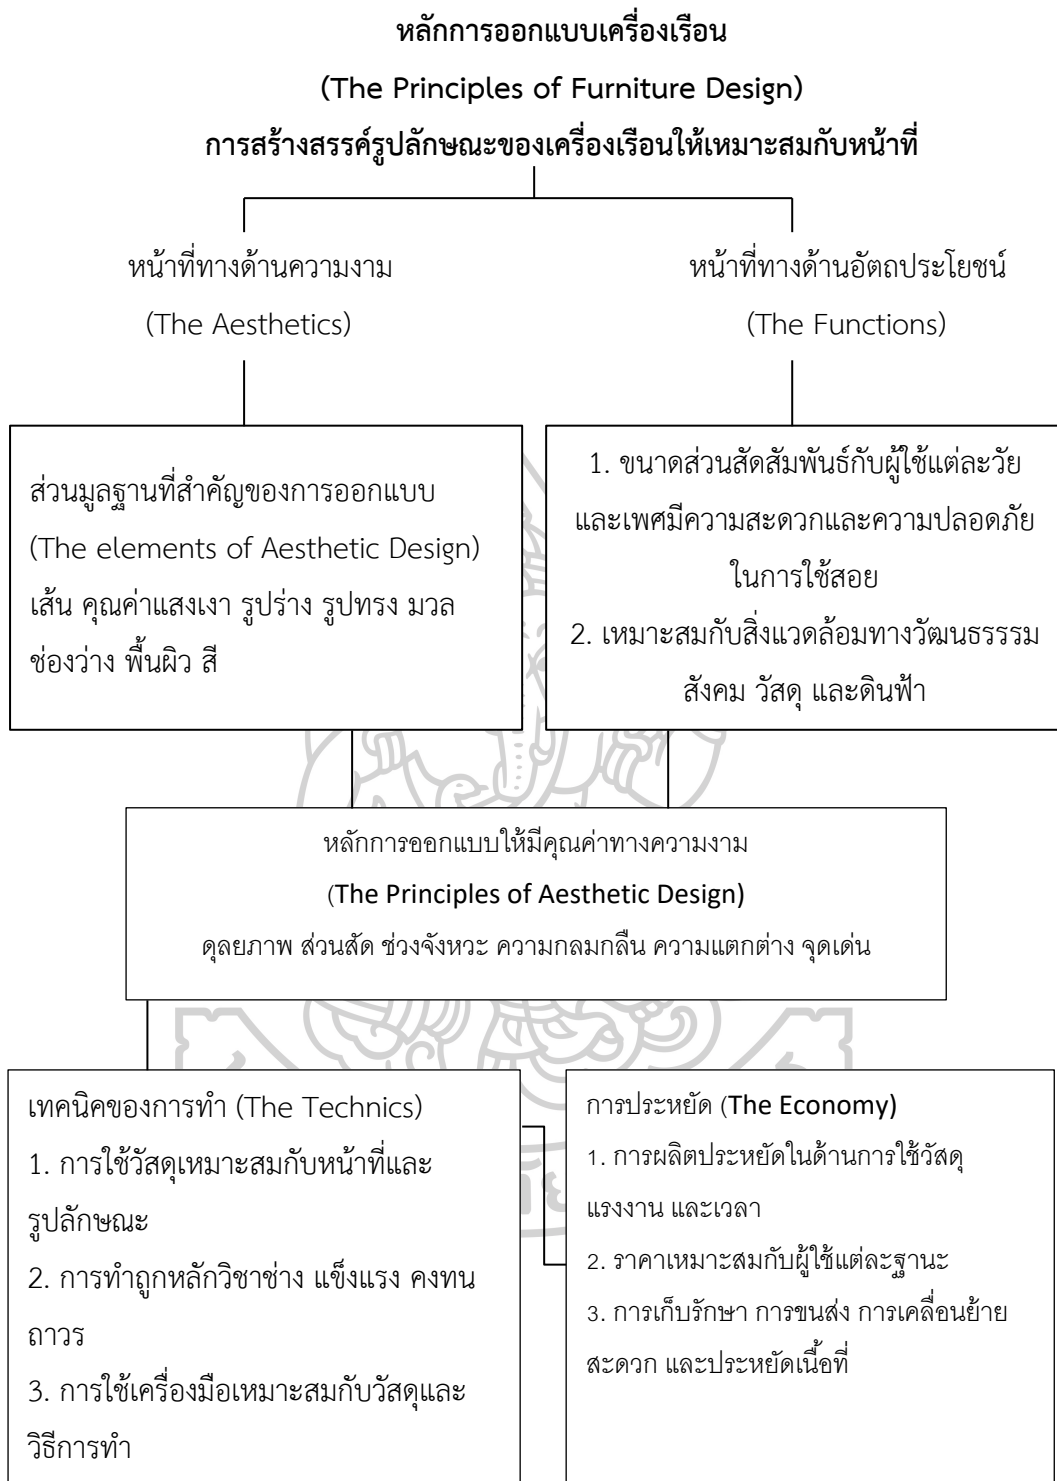 หลักการออกแบบเครื่องเรือน
(The Principles of Furniture Design)
การสร้างสรรค์รูปลักษณะของเครื่องเรือนให้เหมาะสมกับหน้าที่
หน้าที่ทางด้านความงาม
(The Aesthetics)
หน้าที่ทางด้านอัตถประโยชน์
(The Functions)
ส่วนมูลฐานที่สำคัญของการออกแบบ
(The elements of Aesthetic Design)
เส้น คุณค่าแสงเงา รูปร่าง รูปทรง มวล
ช่องว่าง พื้นผิว สี
1. ขนาดส่วนสัดสัมพันธ์กับผู้ใช้แต่ละวัย
และเพศมีความสะดวกและความปลอดภัย
ในการใช้สอย
2. เหมาะสมกับสิ่งแวดล้อมทางวัฒนธรรรม
สังคม วัสดุ และดินฟ้า
หลักการออกแบบให้มีคุณค่าทางความงาม
(The Principles of Aesthetic Design)
ดุลยภาพ ส่วนสัด ช่วงจังหวะ ความกลมกลืน ความแตกต่าง จุดเด่น
เทคนิคของการทำ (The Technics)
1. การใช้วัสดุเหมาะสมกับหน้าที่และ
รูปลักษณะ
2. การทำถูกหลักวิชาช่าง แข็งแรง คงทน
ถาวร
3. การใช้เครื่องมือเหมาะสมกับวัสดุและ
วิธีการทำ
การประหยัด (The Economy)
1. การผลิตประหยัดในด้านการใช้วัสดุ
แรงงาน และเวลา
2. ราคาเหมาะสมกับผู้ใช้แต่ละฐานะ
3. การเก็บรักษา การขนส่ง การเคลื่อนย้าย
สะดวก และประหยัดเนื้อที่